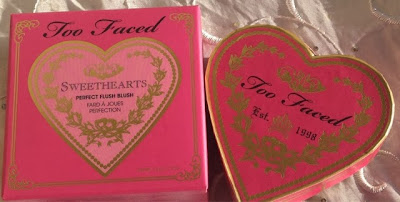 Too Faced
SWEETHEARTS
PERFECT FLUSH BLUSH
FARD À JOUES
PERFECTION
Too Faced
Est. 1998